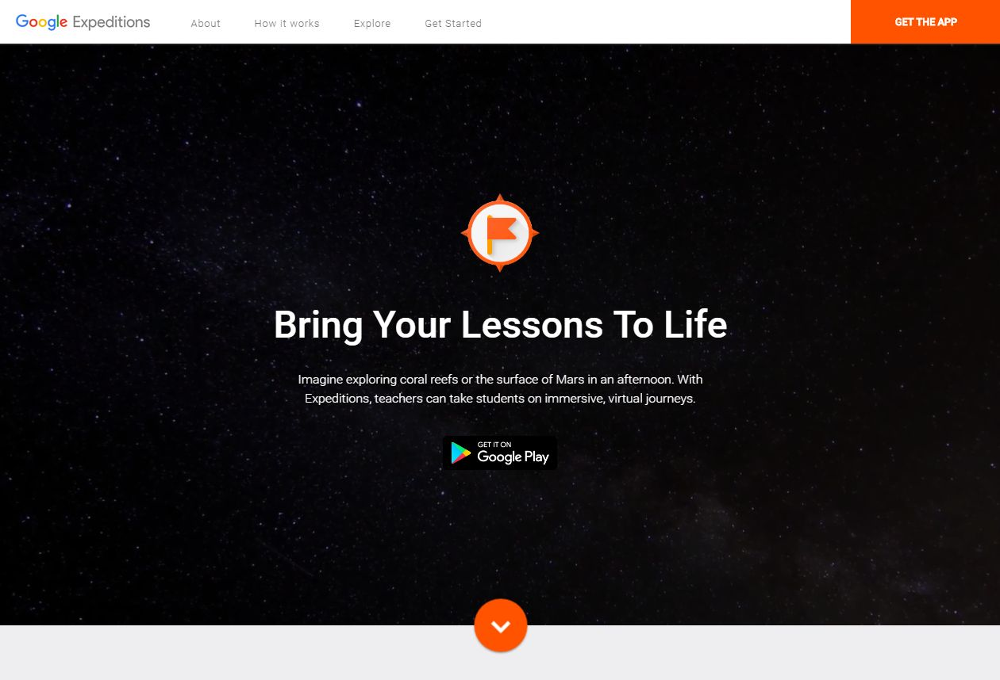 Google Expeditions
About
How it works
Explore
Get Started
GET THE APP
Bring Your Lessons To Life
Imagine exploring coral reefs or the surface of Mars in an afternoon. With
Expeditions, teachers can take students on immersive, virtual journeys.
GET IT ON
Google Play